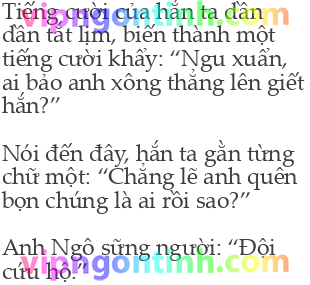 Tiếng cười của hắn ta dần
dần tắt lịm, biến thành một
tiếng cười khẩy: “Ngu xuẩn,
ai bảo anh xông thẳng lên giết
hắn?”
Nói đến đây, hắn ta gằn từng
chữ một: “Chẳng lẽ anh quên
bọn chúng là ai rồi sao?”
Anh Ngô sững người: “Đội
cứu hộ.”
vipngontinh.com
vipngontinh.com
vipngontinh.com